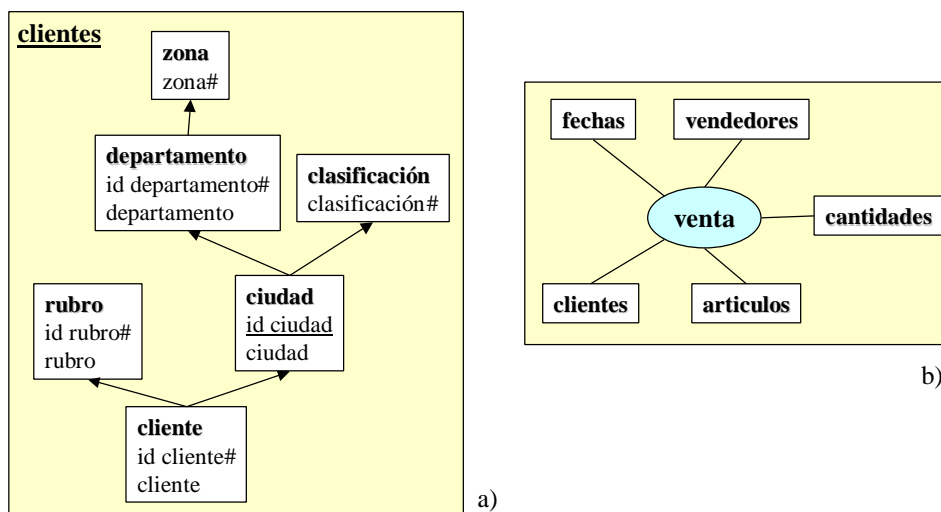 clientes
zona
zona#
departamento
id departamento#
departamento
clasificación
clasificación#
rubro
id rubro#
rubro
ciudad
id ciudad
ciudad
cliente
id cliente#
cliente
a)
fechas
vendedores
venta
cantidades
clientes
articulos
b)